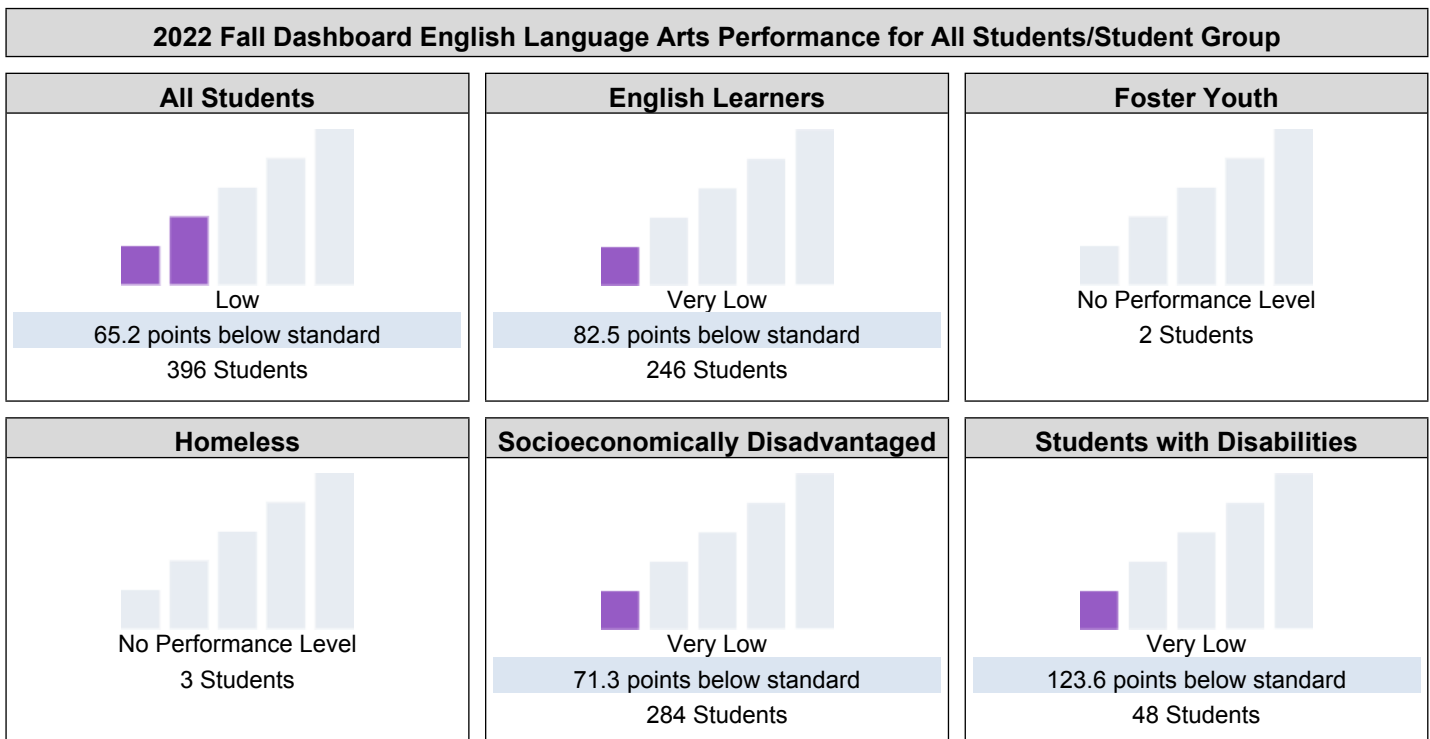 2022 Fall Dashboard English Language Arts Performance for All Students/Student Group
All Students
Low
65.2 points below standard
396 Students
English Learners
Very Low
82.5 points below standard
246 Students
Foster Youth
No Performance Level
2 Students
Homeless
No Performance Level
3 Students
Socioeconomically Disadvantaged
Very Low
71.3 points below standard
284 Students
Students with Disabilities
Very Low
123.6 points below standard
48 Students